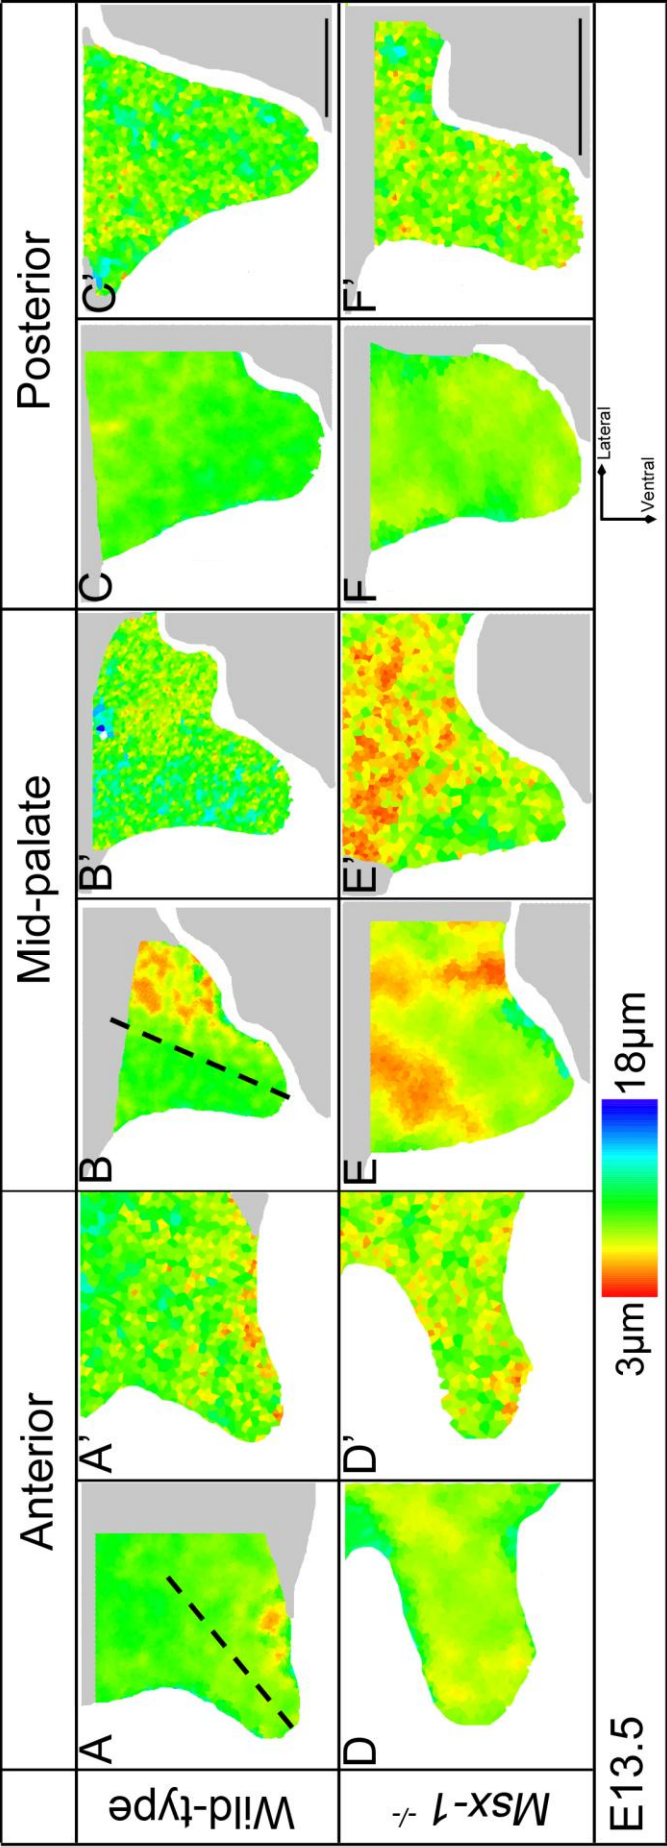 Anterior Mid-palate Posterior
Wild-type
A A' B B' C C'
Msx-1 -/-
D D' E E' F F'
E13.5
3µm 18µm
Lateral
Ventral